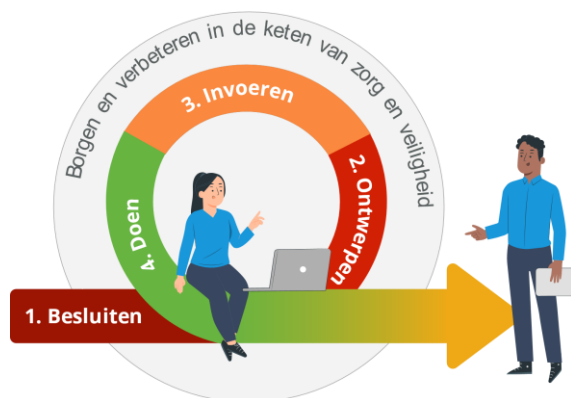 Borgen en verbeteren in de keten van zorg en veiligheid
3. Invoeren
2. Ontwerpen
4. Doen
1. Besluiten